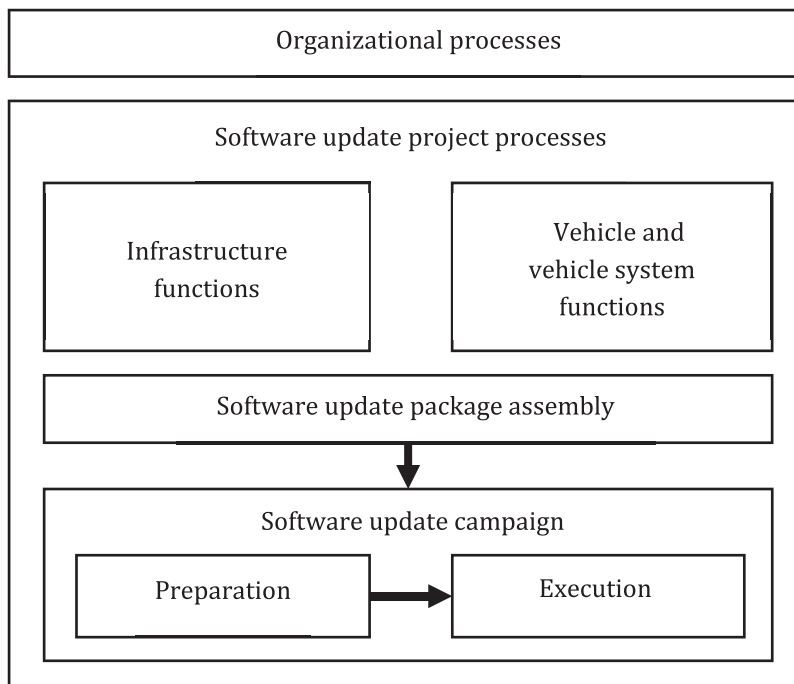 Organizational processes
Software update project processes
Infrastructure
functions
Vehicle and
vehicle system
functions
Software update package assembly
Software update campaign
Preparation
Execution